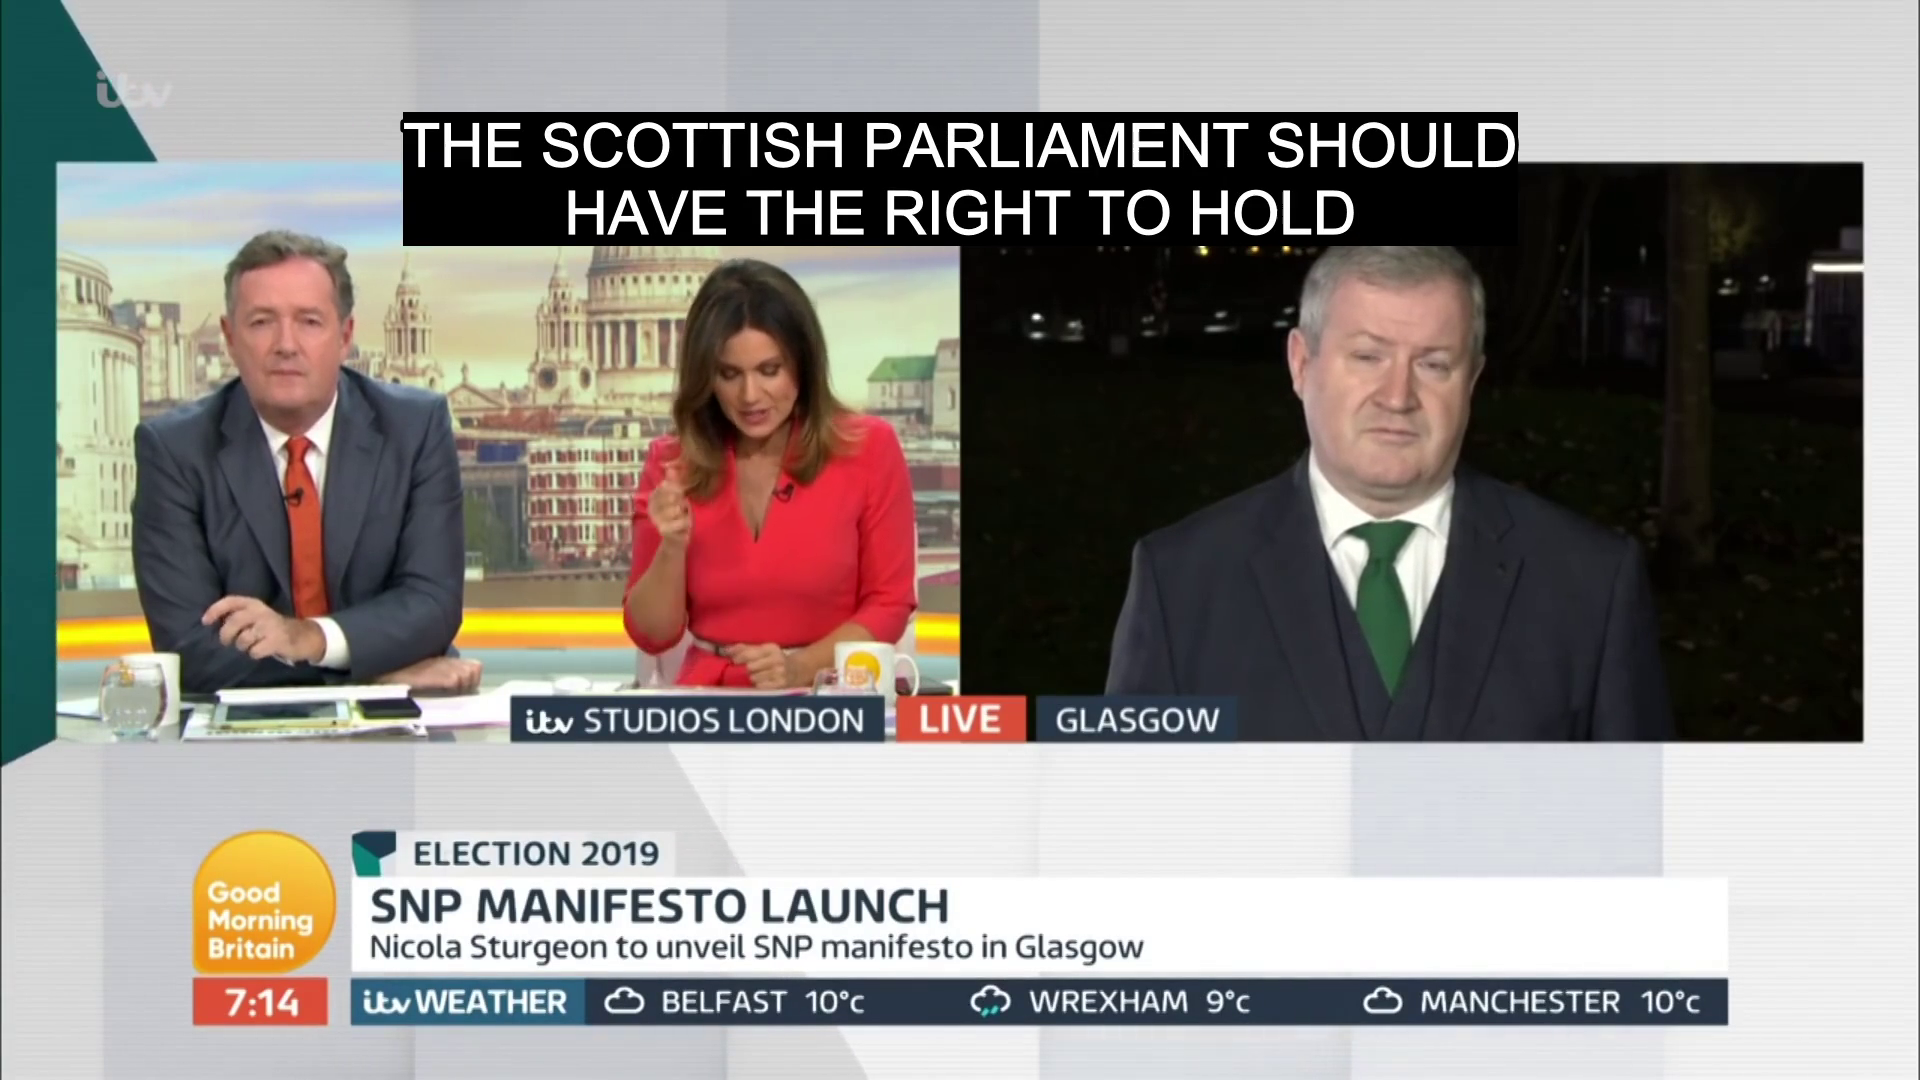 itv
THE SCOTTISH PARLIAMENT SHOULD
HAVE THE RIGHT TO HOLD
itv STUDIOS LONDON
LIVE
GLASGOW
ELECTION 2019
SNP MANIFESTO LAUNCH
Nicola Sturgeon to unveil SNP manifesto in Glasgow
Good
Morning
Britain
7:14
itv WEATHER
BELFAST 10°c
WREXHAM 9°c
MANCHESTER 10°c